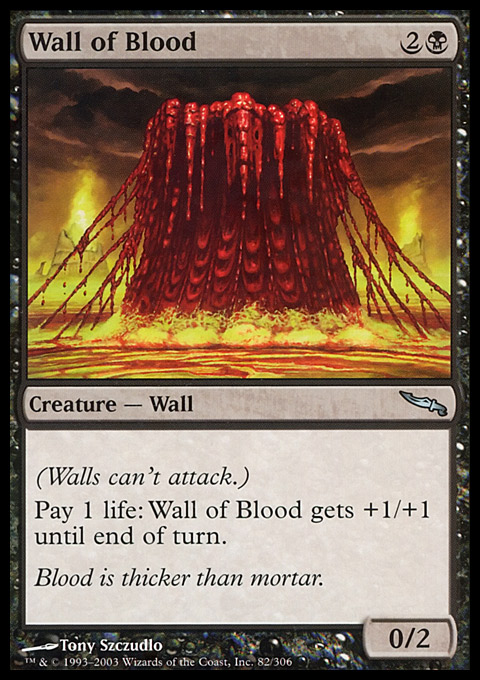 Wall of Blood 2
Creature — Wall
(Walls can't attack.)
Pay 1 life: Wall of Blood gets +1/+1
until end of turn.
Blood is thicker than mortar.
Tony Szczudlo
0/2
™ & © 1993–2003 Wizards of the Coast, Inc. 82/306